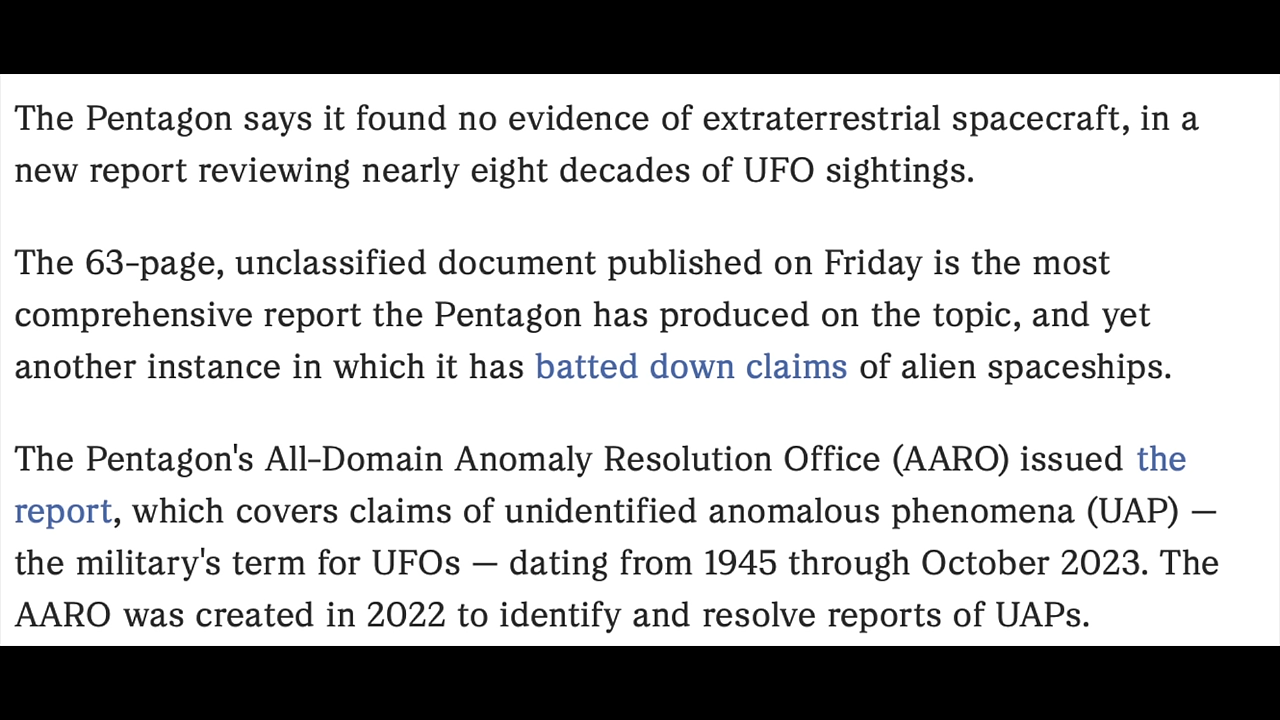 The Pentagon says it found no evidence of extraterrestrial spacecraft, in a
new report reviewing nearly eight decades of UFO sightings.
The 63-page, unclassified document published on Friday is the most
comprehensive report the Pentagon has produced on the topic, and yet
another instance in which it has batted down claims of alien spaceships.
The Pentagon's All-Domain Anomaly Resolution Office (AARO) issued the
report, which covers claims of unidentified anomalous phenomena (UAP) —
the military's term for UFOs — dating from 1945 through October 2023. The
AARO was created in 2022 to identify and resolve reports of UAPs.